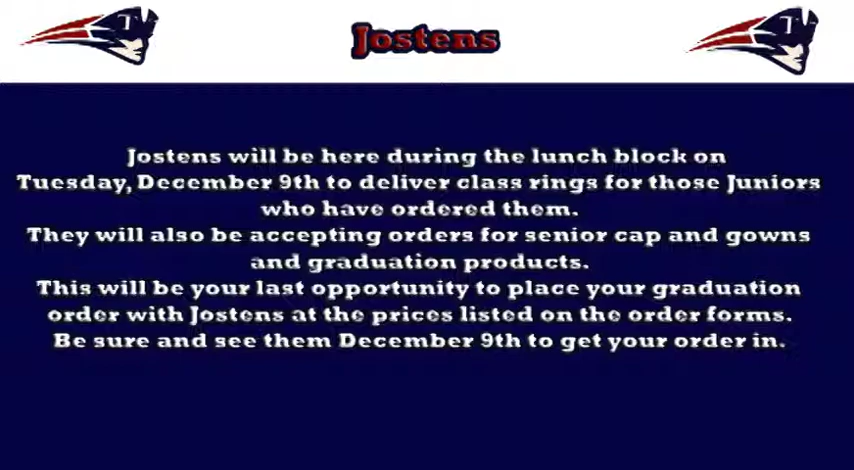 Jostens
Jostens will be here during the lunch block on
Tuesday, December 9th to deliver class rings for those Juniors
who have ordered them.
They will also be accepting orders for senior cap and gowns
and graduation products.
This will be your last opportunity to place your graduation
order with Jostens at the prices listed on the order forms.
Be sure and see them December 9th to get your order in.